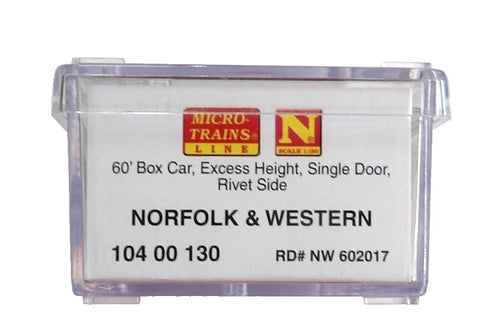 MICRO-
TRAINS®
LINE
N®
SCALE 1:160
60' Box Car, Excess Height, Single Door,
Rivet Side
NORFOLK & WESTERN
104 00 130
RD# NW 602017